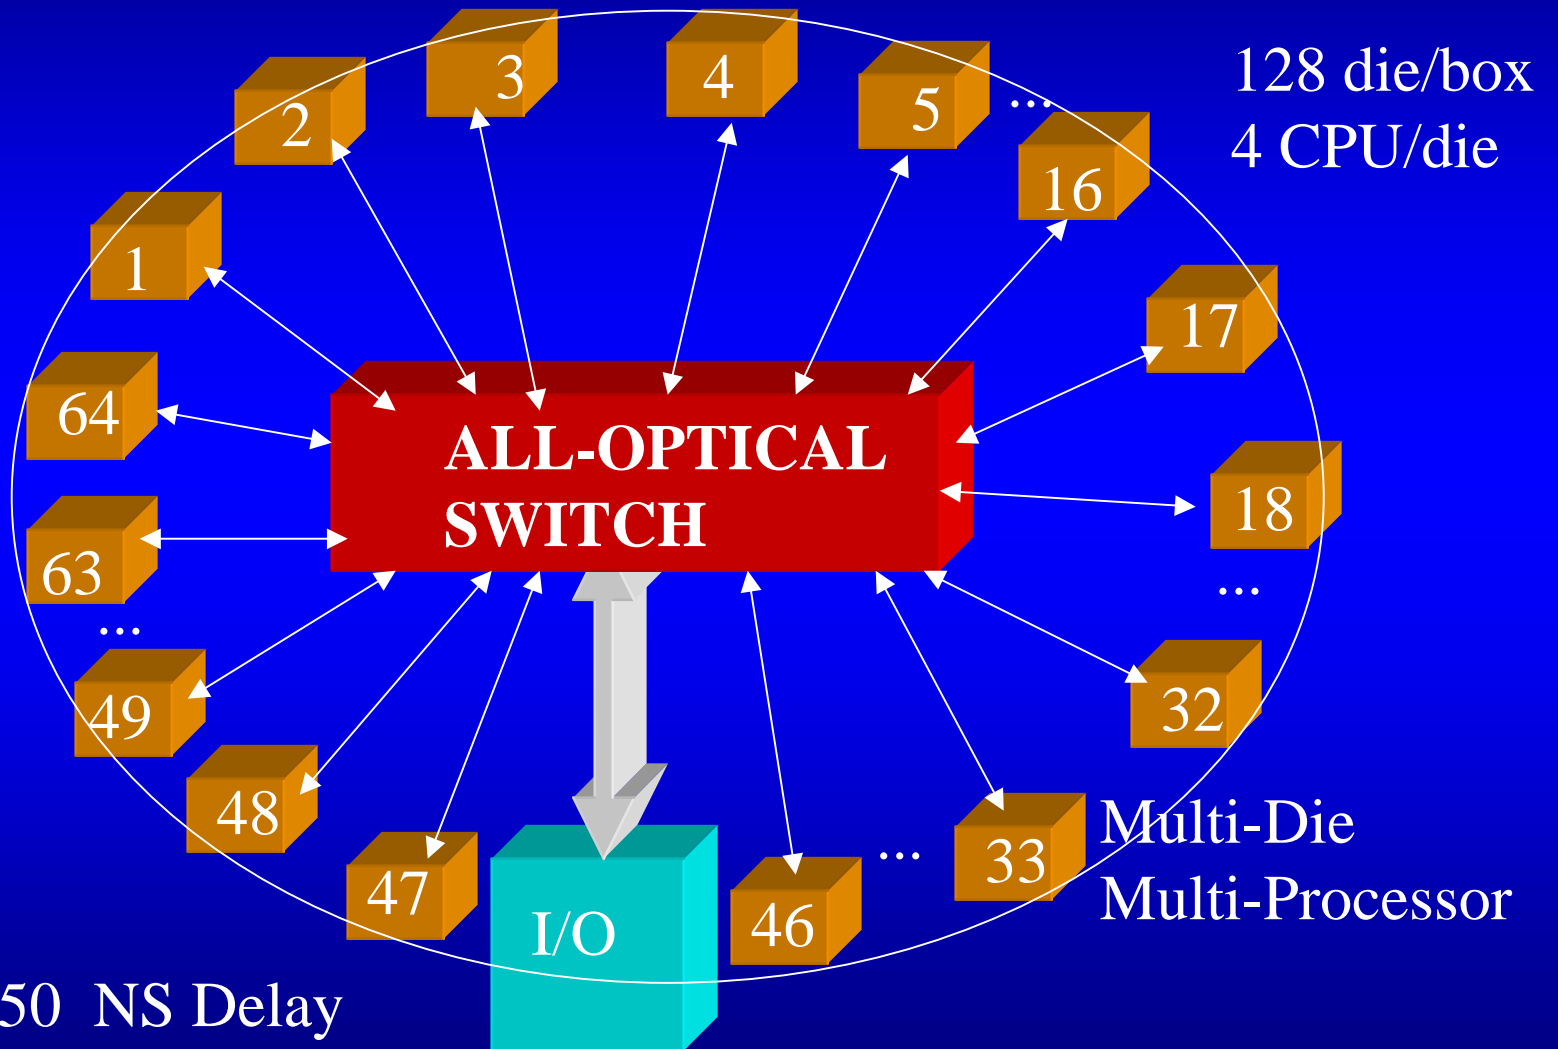 3
4
2
5
...
128 die/box
4 CPU/die
16
1
17
64
ALL-OPTICAL
SWITCH
18
63
...
...
49
32
48
33
Multi-Die
Multi-Processor
47
I/O
46
...
50 NS Delay